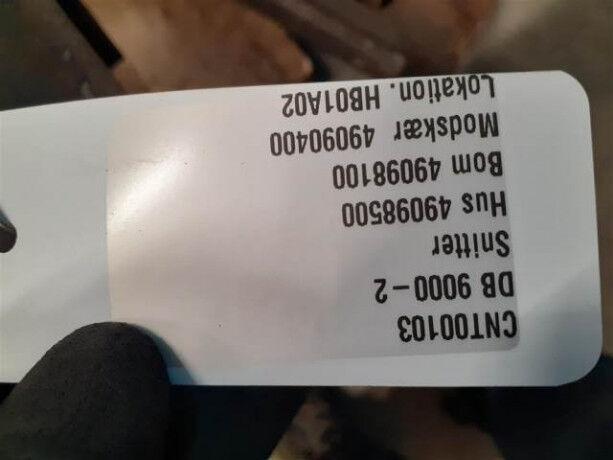 CNT00103
DB 9000-2
Snitter
Hus 49098500
Bom 49098100
Modskær 49090400
Lokation. HB01A02